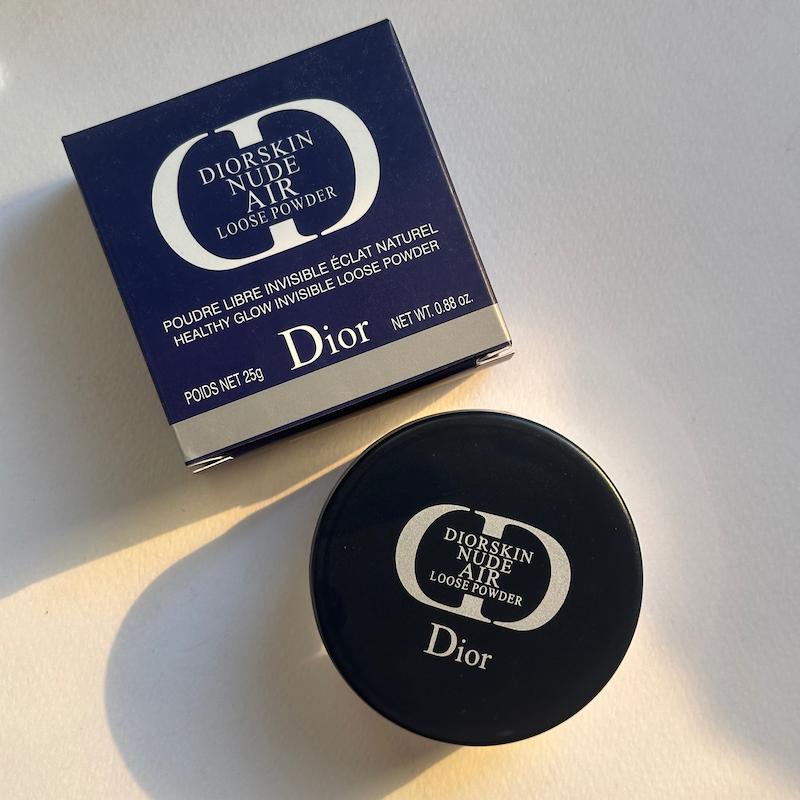 DIORSKIN
NUDE
AIR
LOOSE POWDER
POUDRE LIBRE INVISIBLE ÉCLAT NATUREL
HEALTHY GLOW INVISIBLE LOOSE POWDER
POIDS NET 25g Dior NET WT. 0.88 oz.
DIORSKIN
NUDE
AIR
LOOSE POWDER
Dior